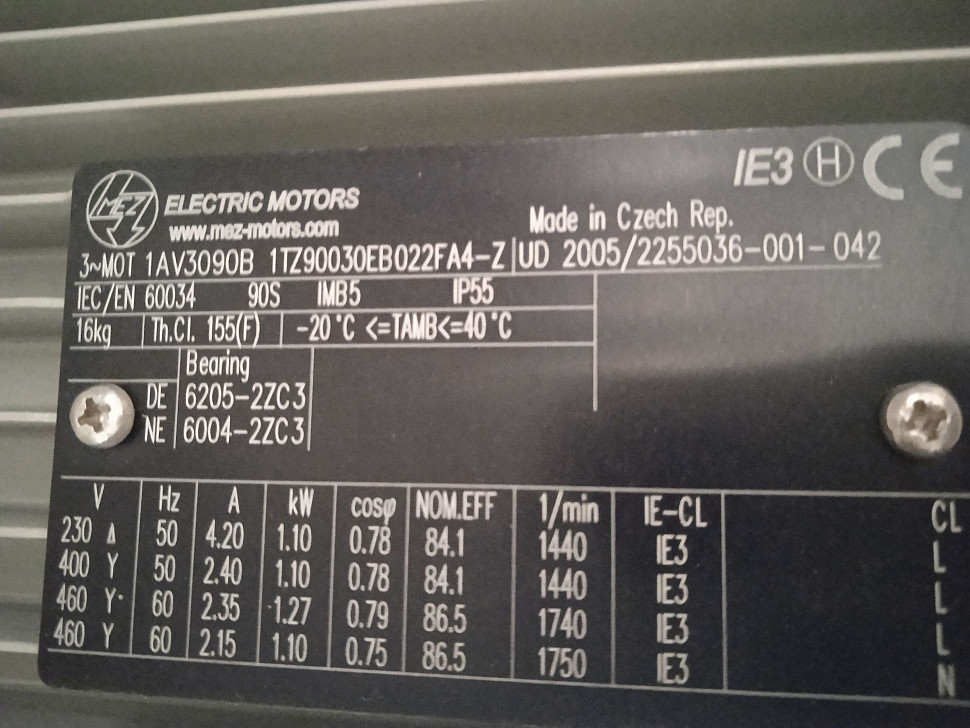 IE3 H CE
MEZ ELECTRIC MOTORS
www.mez-motors.com
Made in Czech Rep.
3~MOT 1AV3090B 1TZ90030EB022FA4-Z UD 2005/2255036-001-042
IEC/EN 60034 90S IMB5 IP55
16kg Th.Cl. 155(F) -20°C <=TAMB<=40°C
Bearing
DE 6205-2ZC3
NE 6004-2ZC3
V Hz A kW cosφ NOM.EFF 1/min IE-CL CL
230 Δ 50 4.20 1.10 0.78 84.1 1440 IE3 L
400 Y 50 2.40 1.10 0.78 84.1 1440 IE3 L
460 Y 60 2.35 1.27 0.79 86.5 1740 IE3 L
460 Y 60 2.15 1.10 0.75 86.5 1750 IE3 N